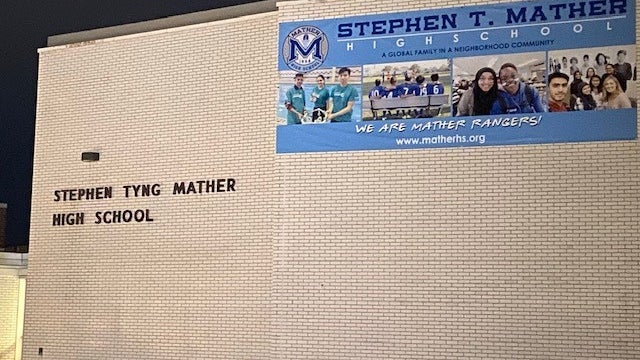 STEPHEN T. MATHER
HIGH SCHOOL
A GLOBAL FAMILY IN A NEIGHBORHOOD COMMUNITY
MATHER
M
WE ARE MATHER RANGERS!
www.matherhs.org
STEPHEN TYNG MATHER
HIGH SCHOOL